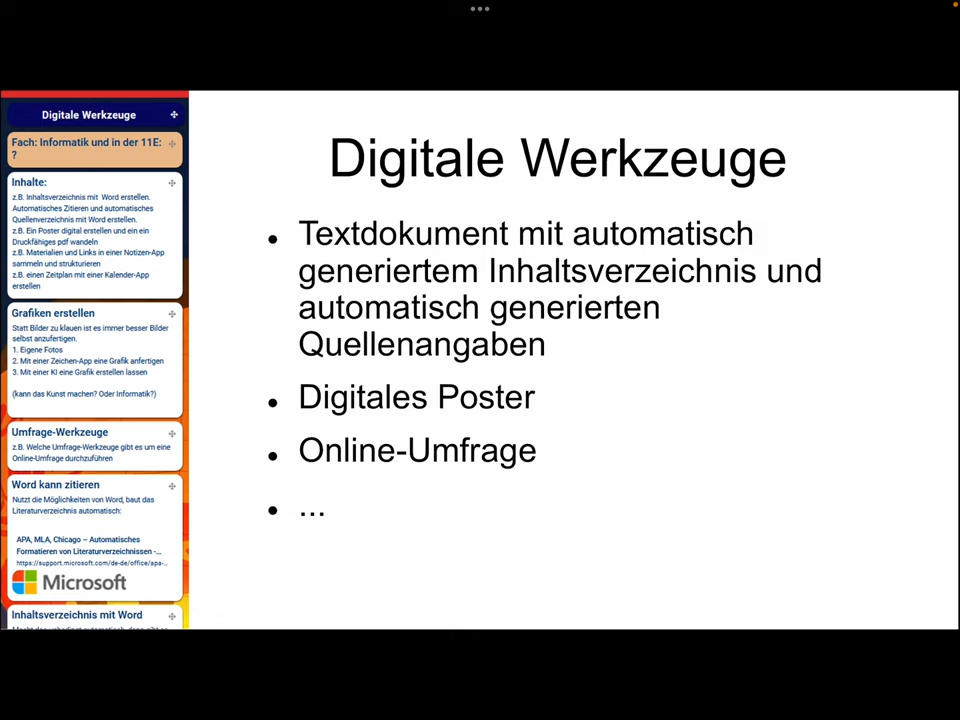 Digitale Werkzeuge
Fach: Informatik und in der 11E:
?
Inhalte:
z.B. Inhaltsverzeichnis mit Word erstellen.
Automatisches Zitieren und automatisches
Quellenverzeichnis mit Word erstellen.
z.B. Ein Poster digital erstellen und ein ein
Druckfähiges pdf wandeln
z.B. Materialien und Links in einer Notizen-App
sammeln und strukturieren
z.B. einen Zeitplan mit einer Kalender-App
erstellen
Grafiken erstellen
Statt Bilder zu klauen ist es immer besser Bilder
selbst anzufertigen.
1. Eigene Fotos
2. Mit einer Zeichen-App eine Grafik anfertigen
3. Mit einer KI eine Grafik erstellen lassen
(kann das Kunst machen? Oder Informatik?)
Umfrage-Werkzeuge
z.B. Welche Umfrage-Werkzeuge gibt es um eine
Online-Umfrage durchzuführen
Word kann zitieren
Nutzt die Möglichkeiten von Word, baut das
Literaturverzeichnis automatisch:
APA, MLA, Chicago – Automatisches
Formatieren von Literaturverzeichnissen -...
https://support.microsoft.com/de-de/office/apa-...
Microsoft
Inhaltsverzeichnis mit Word
Digitale Werkzeuge
Textdokument mit automatisch
generiertem Inhaltsverzeichnis und
automatisch generierten
Quellenangaben
Digitales Poster
Online-Umfrage
...